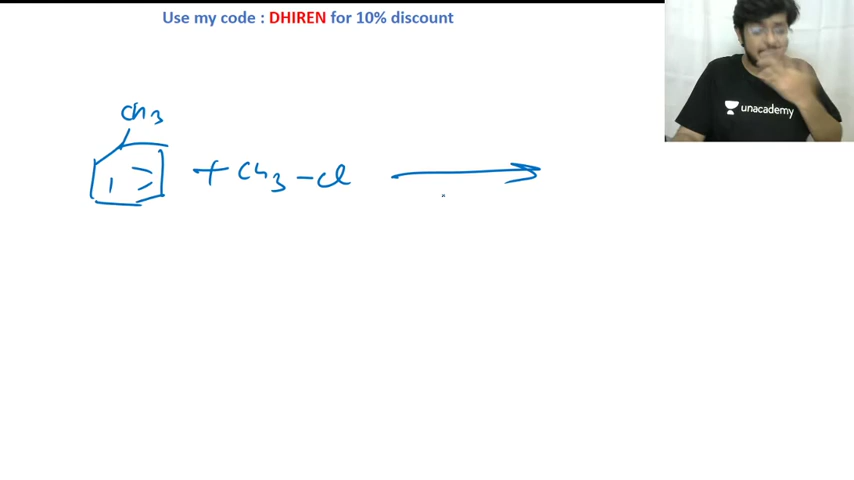 Use my code : DHIREN for 10% discount
unacademy
CH3
+ CH3 - Cl